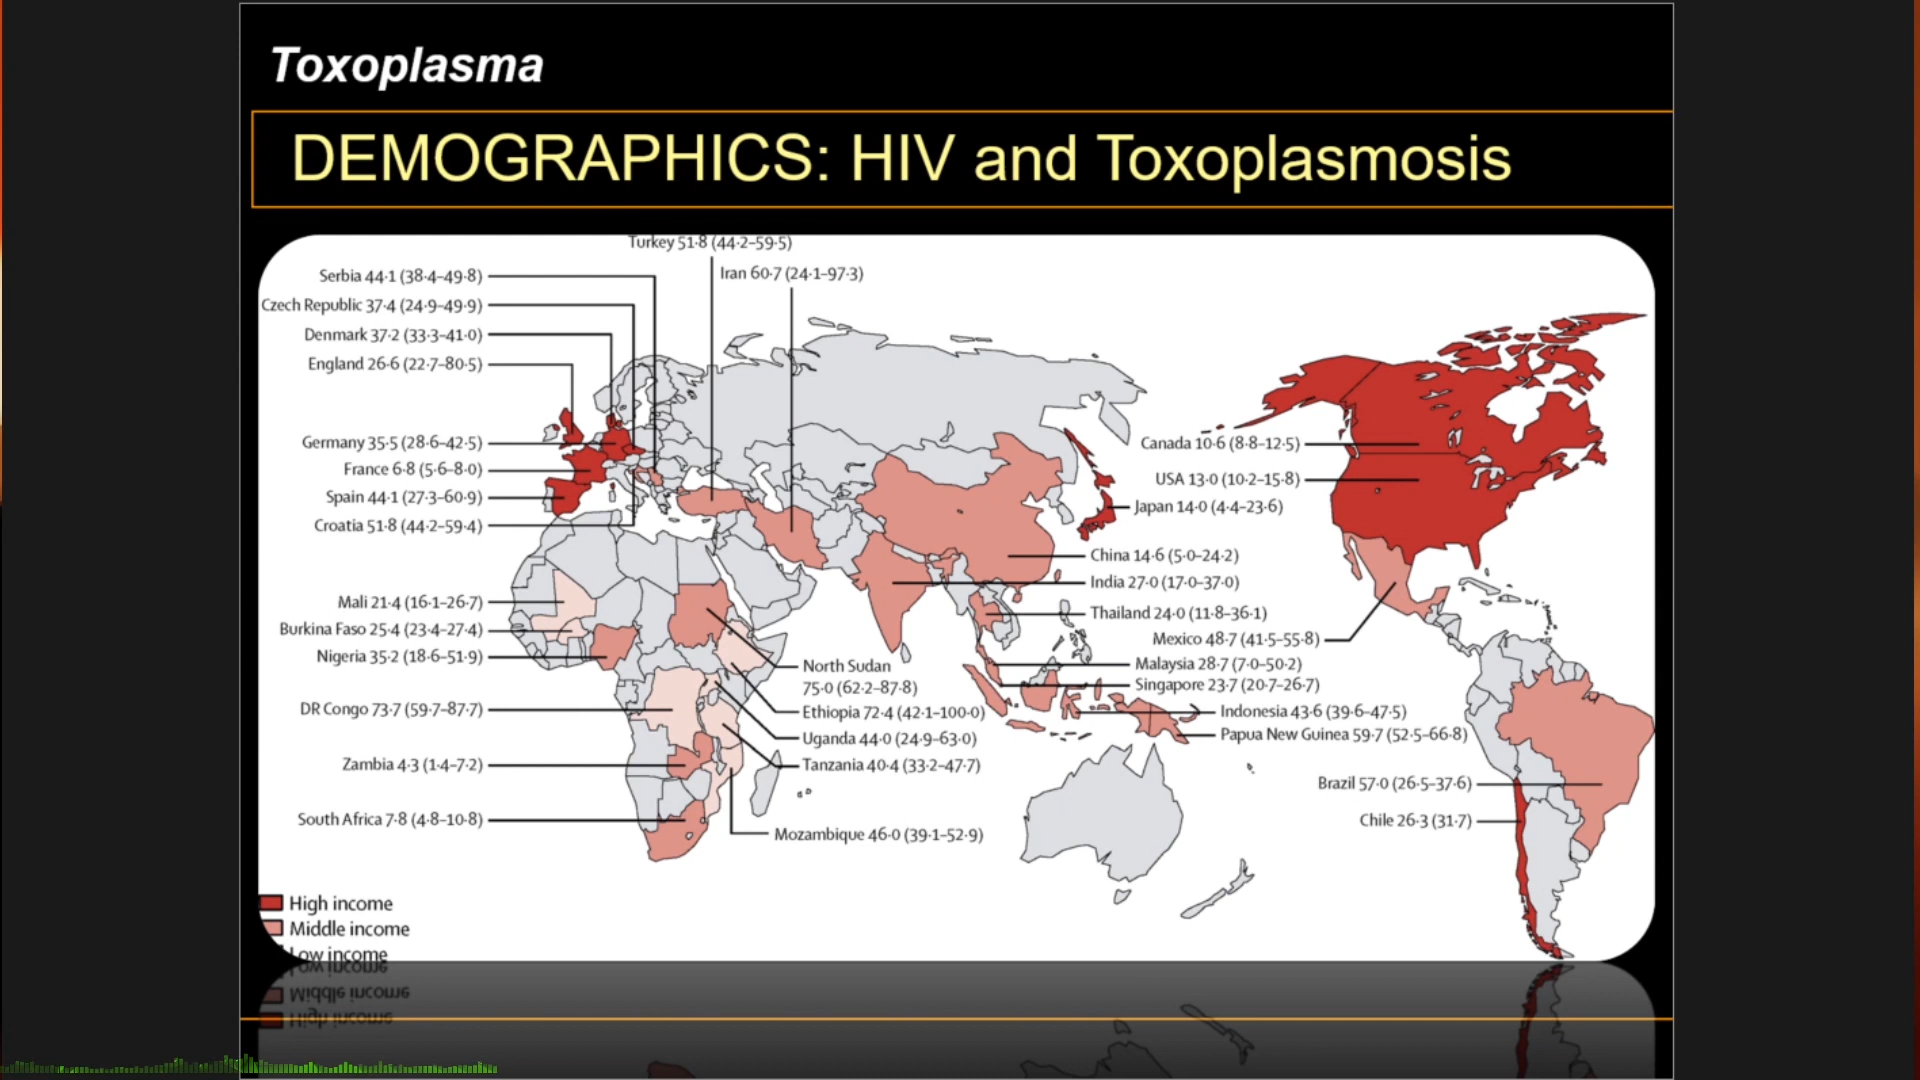 Toxoplasma
DEMOGRAPHICS: HIV and Toxoplasmosis
Turkey 51·8 (44·2–59·5)
Iran 60·7 (24·1–97·3)
Serbia 44·1 (38·4–49·8)
Czech Republic 37·4 (24·9–49·9)
Denmark 37·2 (33·3–41·0)
England 26·6 (22·7–80·5)
Germany 35·5 (28·6–42·5)
France 6·8 (5·6–8·0)
Spain 44·1 (27·3–60·9)
Croatia 51·8 (44·2–59·4)
Mali 21·4 (16·1–26·7)
Burkina Faso 25·4 (23·4–27·4)
Nigeria 35·2 (18·6–51·9)
DR Congo 73·7 (59·7–87·7)
Zambia 4·3 (1·4–7·2)
South Africa 7·8 (4·8–10·8)
North Sudan
75·0 (62·2–87·8)
Ethiopia 72·4 (42·1–100·0)
Uganda 44·0 (24·9–63·0)
Tanzania 40·4 (33·2–47·7)
Mozambique 46·0 (39·1–52·9)
Canada 10·6 (8·8–12·5)
USA 13·0 (10·2–15·8)
Japan 14·0 (4·4–23·6)
China 14·6 (5·0–24·2)
India 27·0 (17·0–37·0)
Thailand 24·0 (11·8–36·1)
Mexico 48·7 (41·5–55·8)
Malaysia 28·7 (7·0–50·2)
Singapore 23·7 (20·7–26·7)
Indonesia 43·6 (39·6–47·5)
Papua New Guinea 59·7 (52·5–66·8)
Brazil 57·0 (26·5–37·6)
Chile 26·3 (31·7)
High income
Middle income
Low income